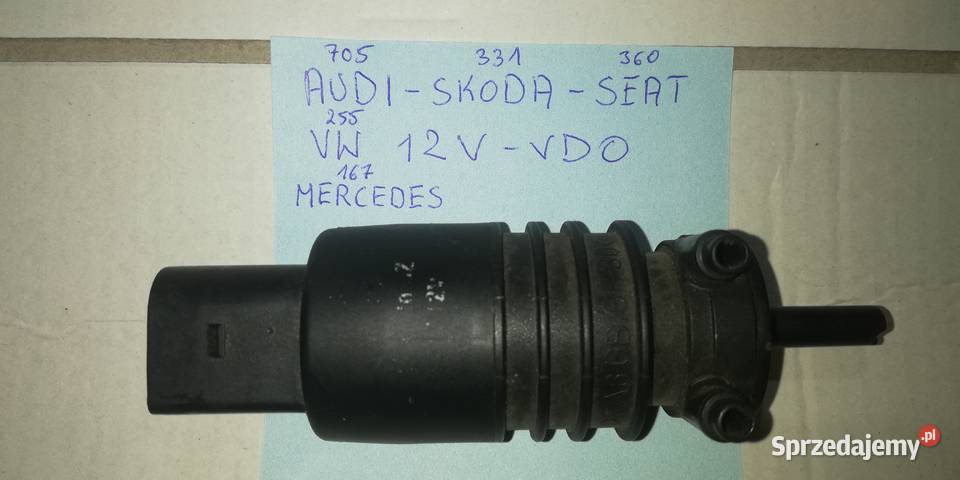 705 331 360
AUDI - SKODA - SEAT
255
VW 12V - VDO
167
MERCEDES
Sprzedajemy.pl